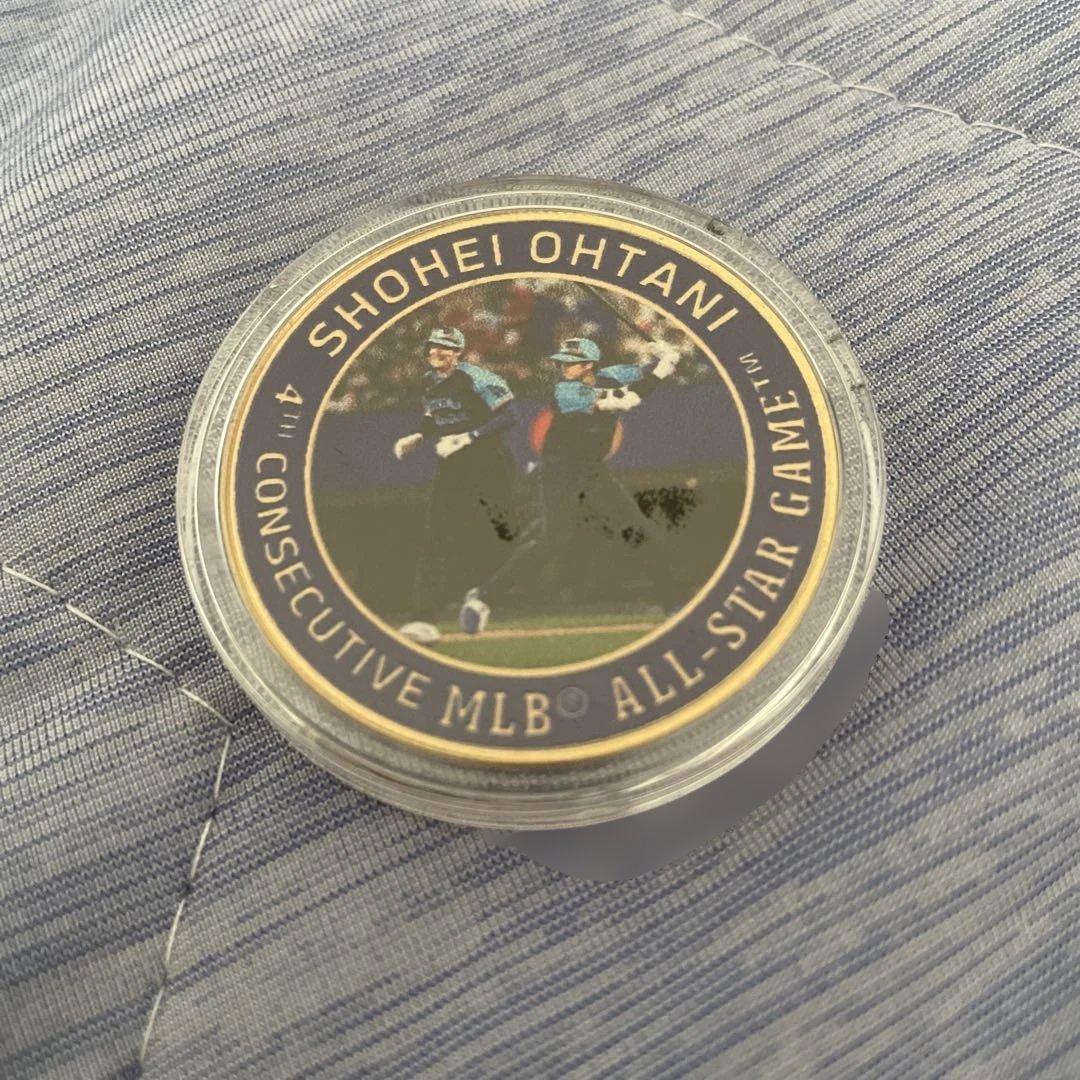 SHOHEI OHTANI
4TH CONSECUTIVE MLB® ALL-STAR GAME™